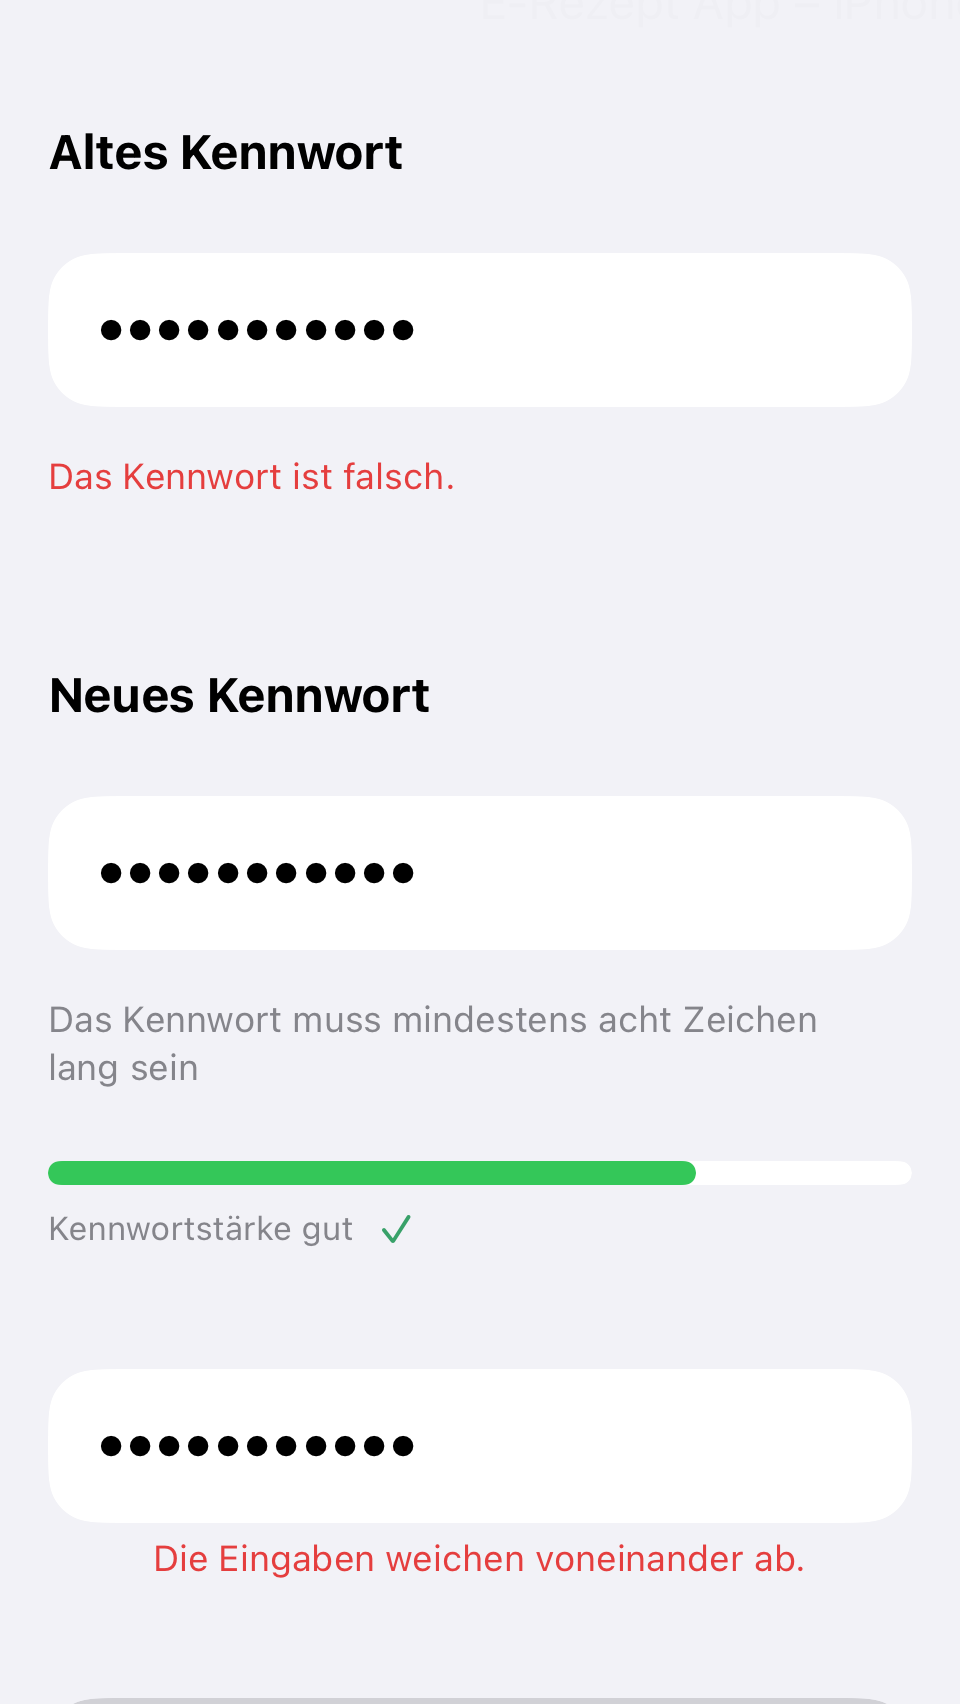 E-Rezept App – iPhon
Altes Kennwort
●●●●●●●●●●●
Das Kennwort ist falsch.
Neues Kennwort
●●●●●●●●●●●
Das Kennwort muss mindestens acht Zeichen
lang sein
Kennwortstärke gut ✓
●●●●●●●●●●●
Die Eingaben weichen voneinander ab.